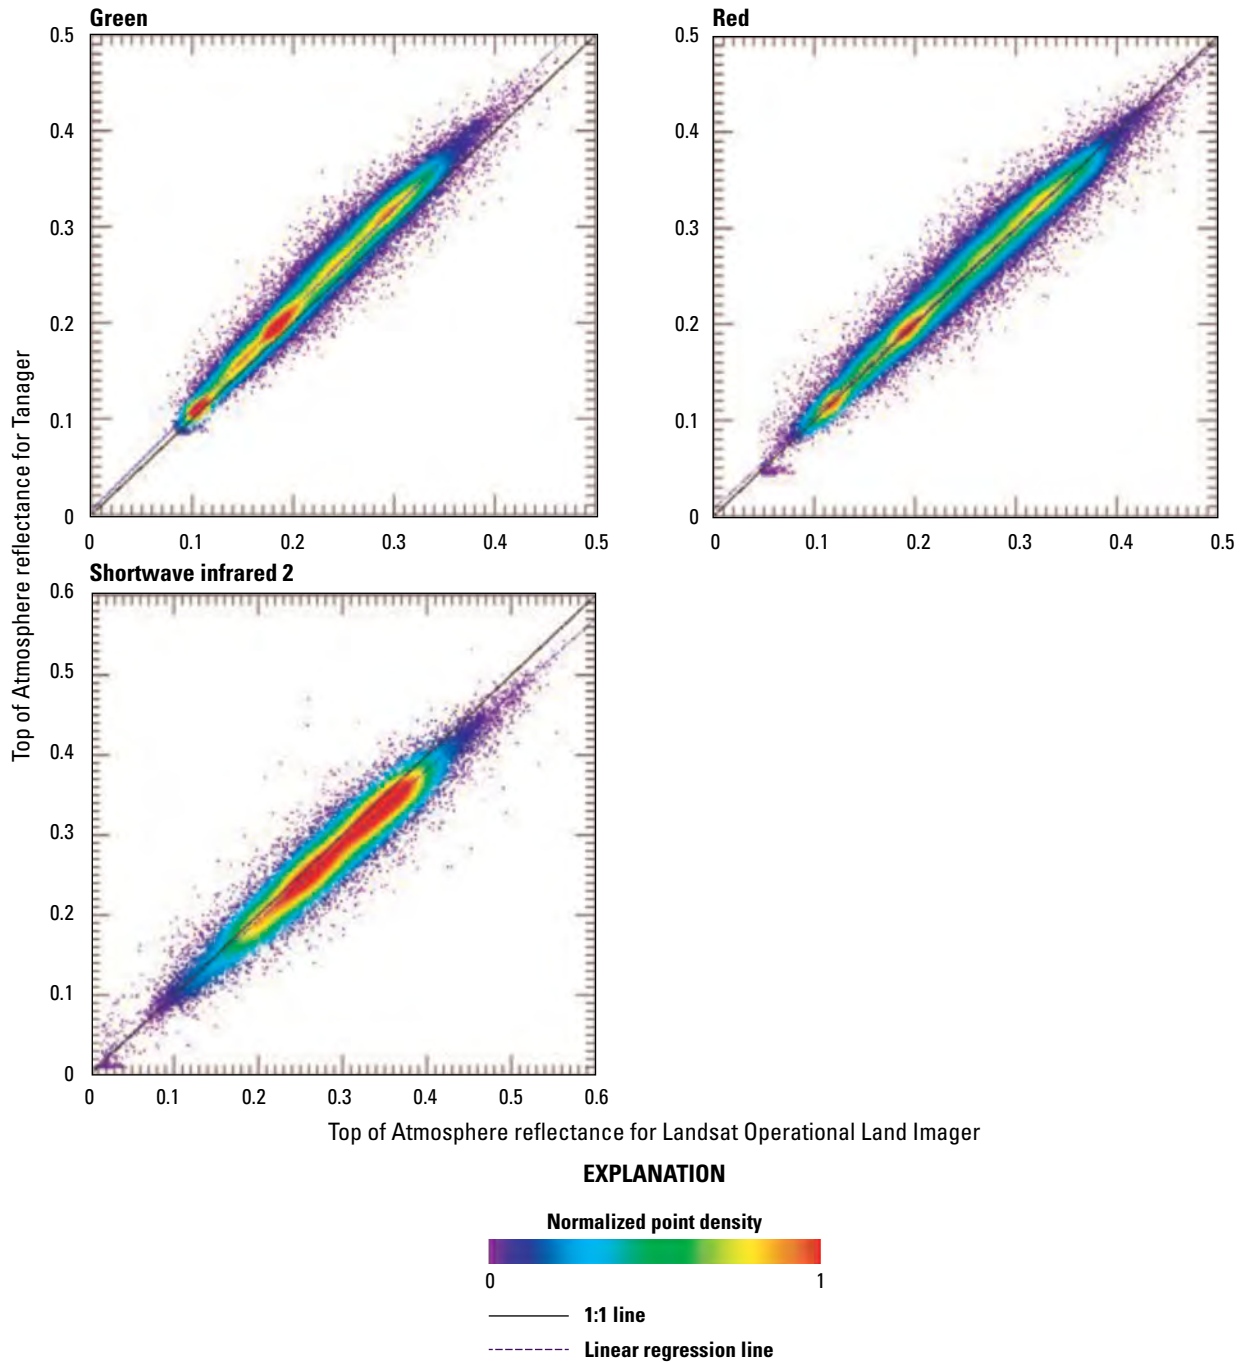 Green
0.5
0.4
0.3
0.2
0.1
0
0 0.1 0.2 0.3 0.4 0.5
Red
0.5
0.4
0.3
0.2
0.1
0
0 0.1 0.2 0.3 0.4 0.5
Top of Atmosphere reflectance for Tanager
Shortwave infrared 2
0.6
0.5
0.4
0.3
0.2
0.1
0
0 0.1 0.2 0.3 0.4 0.5 0.6
Top of Atmosphere reflectance for Landsat Operational Land Imager
EXPLANATION
Normalized point density
0 1
1:1 line
Linear regression line